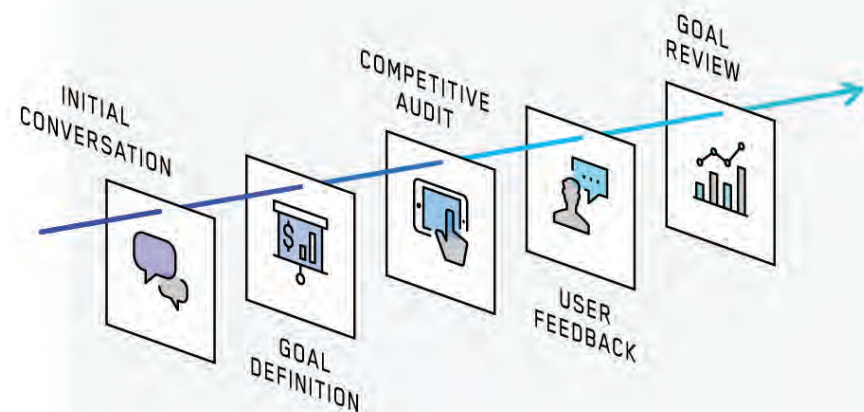 INITIAL
CONVERSATION
GOAL
DEFINITION
$
COMPETITIVE
AUDIT
USER
FEEDBACK
GOAL
REVIEW